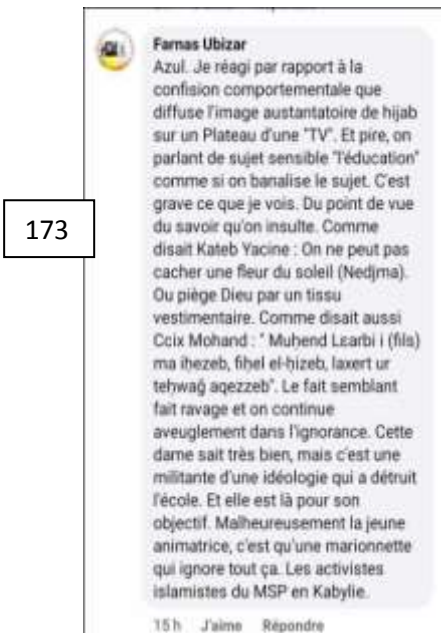 173
Farnas Ubizar
Azul. Je réagi par rapport à la
confision comportementale que
diffuse l'image austantatoire de hijab
sur un Plateau d'une "TV". Et pire, on
parlant de sujet sensible "l'éducation"
comme si on banalise le sujet. C'est
grave ce que je vois. Du point de vue
du savoir qu'on insulte. Comme
disait Kateb Yacine : On ne peut pas
cacher une fleur du soleil (Nedjma).
Ou piège Dieu par un tissu
vestimentaire. Comme disait aussi
Ccix Mohand : " Muḥend Lɛarbi i (fils)
ma iḥezeb, fiḥel el-ḥizeb, laxert ur
teḥwaǧ aqezzeb". Le fait semblant
fait ravage et on continue
aveuglement dans l'ignorance. Cette
dame sait très bien, mais c'est une
militante d'une idéologie qui a détruit
l'école. Et elle est là pour son
objectif. Malheureusement la jeune
animatrice, c'est qu'une marionnette
qui ignore tout ça. Les activistes
islamistes du MSP en Kabylie.
15 h J'aime Répondre